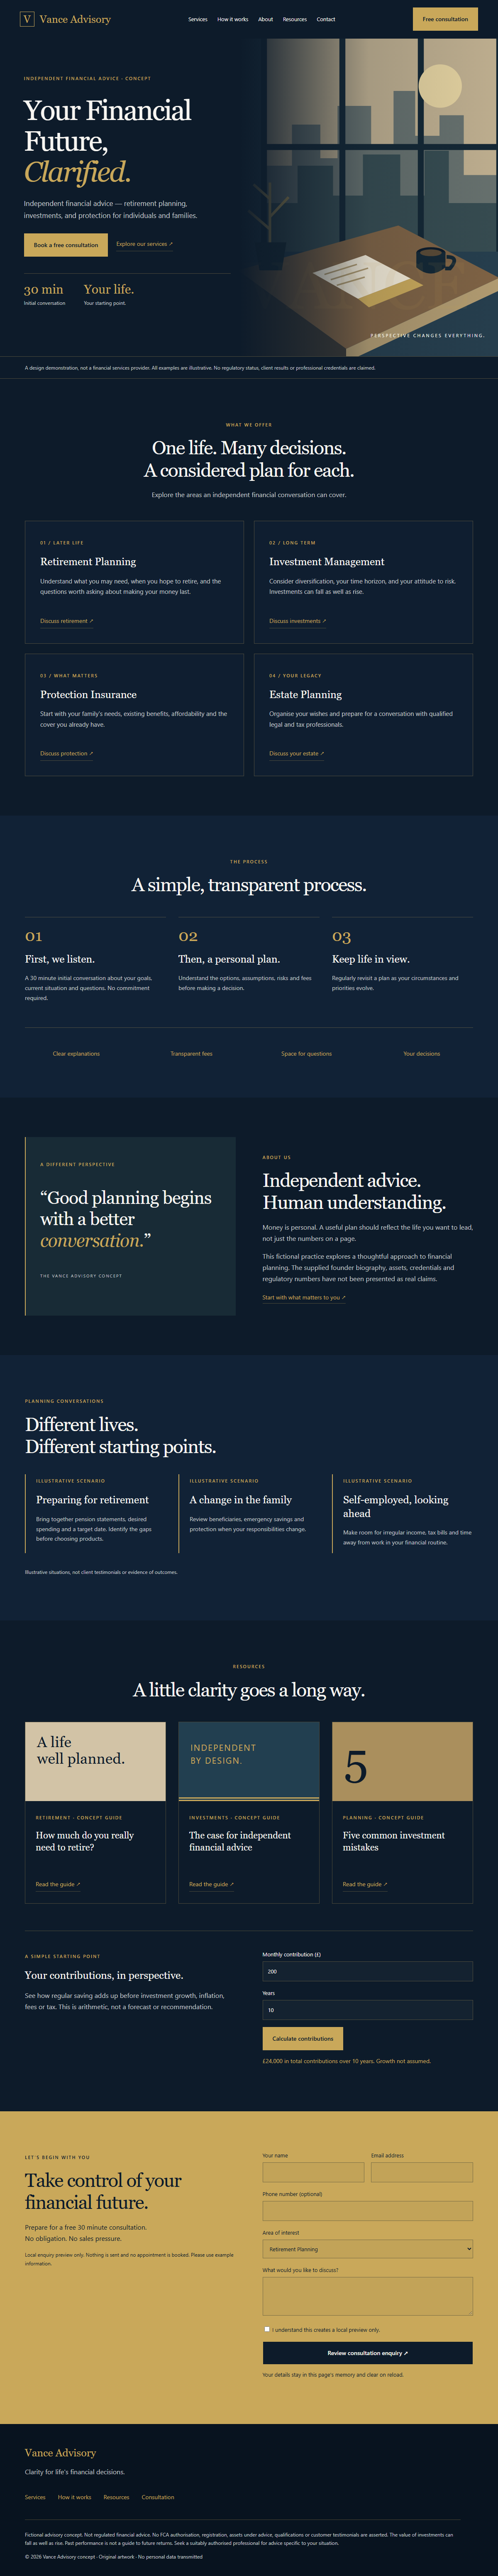 V Vance Advisory
Services How it works About Resources Contact
Free consultation
INDEPENDENT FINANCIAL ADVICE · CONCEPT
Your Financial
Future,
Clarified.
Independent financial advice — retirement planning,
investments, and protection for individuals and families.
Book a free consultation
Explore our services ↗
30 min
Initial conversation
Your life.
Your starting point.
PERSPECTIVE CHANGES EVERYTHING.
A design demonstration, not a financial services provider. All examples are illustrative. No regulatory status, client results or professional credentials are claimed.
WHAT WE OFFER
One life. Many decisions.
A considered plan for each.
Explore the areas an independent financial conversation can cover.
01 / LATER LIFE
Retirement Planning
Understand what you may need, when you hope to retire, and the
questions worth asking about making your money last.
Discuss retirement ↗
02 / LONG TERM
Investment Management
Consider diversification, your time horizon, and your attitude to risk.
Investments can fall as well as rise.
Discuss investments ↗
03 / WHAT MATTERS
Protection Insurance
Start with your family's needs, existing benefits, affordability and the
cover you already have.
Discuss protection ↗
04 / YOUR LEGACY
Estate Planning
Organise your wishes and prepare for a conversation with qualified
legal and tax professionals.
Discuss your estate ↗
THE PROCESS
A simple, transparent process.
01
First, we listen.
A 30 minute initial conversation about your goals,
current situation and questions. No commitment
required.
02
Then, a personal plan.
Understand the options, assumptions, risks and fees
before making a decision.
03
Keep life in view.
Regularly revisit a plan as your circumstances and
priorities evolve.
Clear explanations
Transparent fees
Space for questions
Your decisions
A DIFFERENT PERSPECTIVE
“Good planning begins
with a better
conversation.”
THE VANCE ADVISORY CONCEPT
ABOUT US
Independent advice.
Human understanding.
Money is personal. A useful plan should reflect the life you want to lead,
not just the numbers on a page.
This fictional practice explores a thoughtful approach to financial
planning. The supplied founder biography, assets, credentials and
regulatory numbers have not been presented as real claims.
Start with what matters to you ↗
PLANNING CONVERSATIONS
Different lives.
Different starting points.
ILLUSTRATIVE SCENARIO
Preparing for retirement
Bring together pension statements, desired
spending and a target date. Identify the gaps
before choosing products.
ILLUSTRATIVE SCENARIO
A change in the family
Review beneficiaries, emergency savings and
protection when your responsibilities change.
ILLUSTRATIVE SCENARIO
Self-employed, looking
ahead
Make room for irregular income, tax bills and time
away from work in your financial routine.
Illustrative situations, not client testimonials or evidence of outcomes.
RESOURCES
A little clarity goes a long way.
A life
well planned.
RETIREMENT · CONCEPT GUIDE
How much do you really
need to retire?
Read the guide ↗
INDEPENDENT
BY DESIGN.
INVESTMENTS · CONCEPT GUIDE
The case for independent
financial advice
Read the guide ↗
5
PLANNING · CONCEPT GUIDE
Five common investment
mistakes
Read the guide ↗
A SIMPLE STARTING POINT
Your contributions, in perspective.
See how regular saving adds up before investment growth, inflation,
fees or tax. This is arithmetic, not a forecast or recommendation.
Monthly contribution (£)
200
Years
10
Calculate contributions
£24,000 in total contributions over 10 years. Growth not assumed.
LET'S BEGIN WITH YOU
Take control of your
financial future.
Prepare for a free 30 minute consultation.
No obligation. No sales pressure.
Local enquiry preview only. Nothing is sent and no appointment is booked. Please use example
information.
Your name
Email address
Phone number (optional)
Area of interest
Retirement Planning
What would you like to discuss?
I understand this creates a local preview only.
Review consultation enquiry ↗
Your details stay in this page's memory and clear on reload.
Vance Advisory
Clarity for life's financial decisions.
Services How it works Resources Consultation
Fictional advisory concept. Not regulated financial advice. No FCA authorisation, registration, assets under advice, qualifications or customer testimonials are asserted. The value of investments can
fall as well as rise. Past performance is not a guide to future returns. Seek a suitably authorised professional for advice specific to your situation.
© 2026 Vance Advisory concept · Original artwork · No personal data transmitted